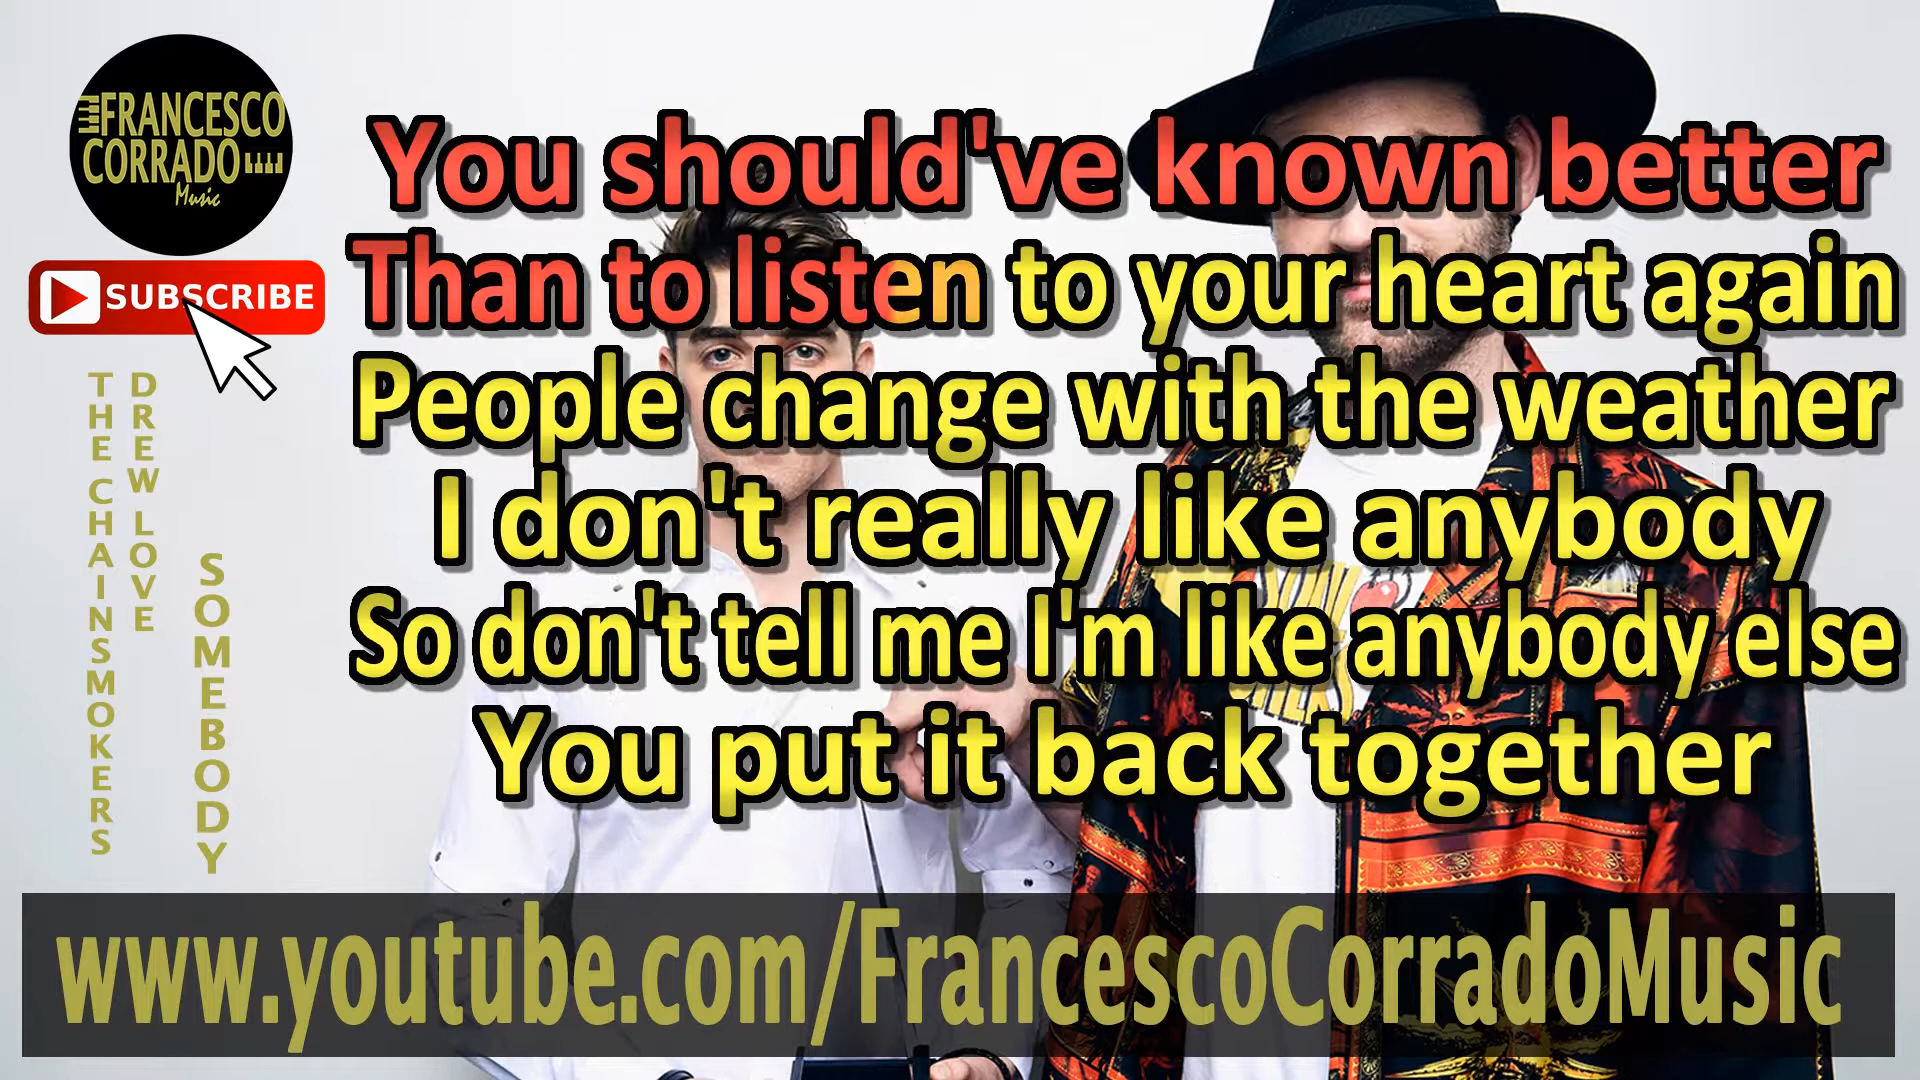 FRANCESCO
CORRADO
Music
SUBSCRIBE
THE CHAINSMOKERS
DREW LOVE
SOMEBODY
You should've known better
Than to listen to your heart again
People change with the weather
I don't really like anybody
So don't tell me I'm like anybody else
You put it back together
www.youtube.com/FrancescoCorradoMusic